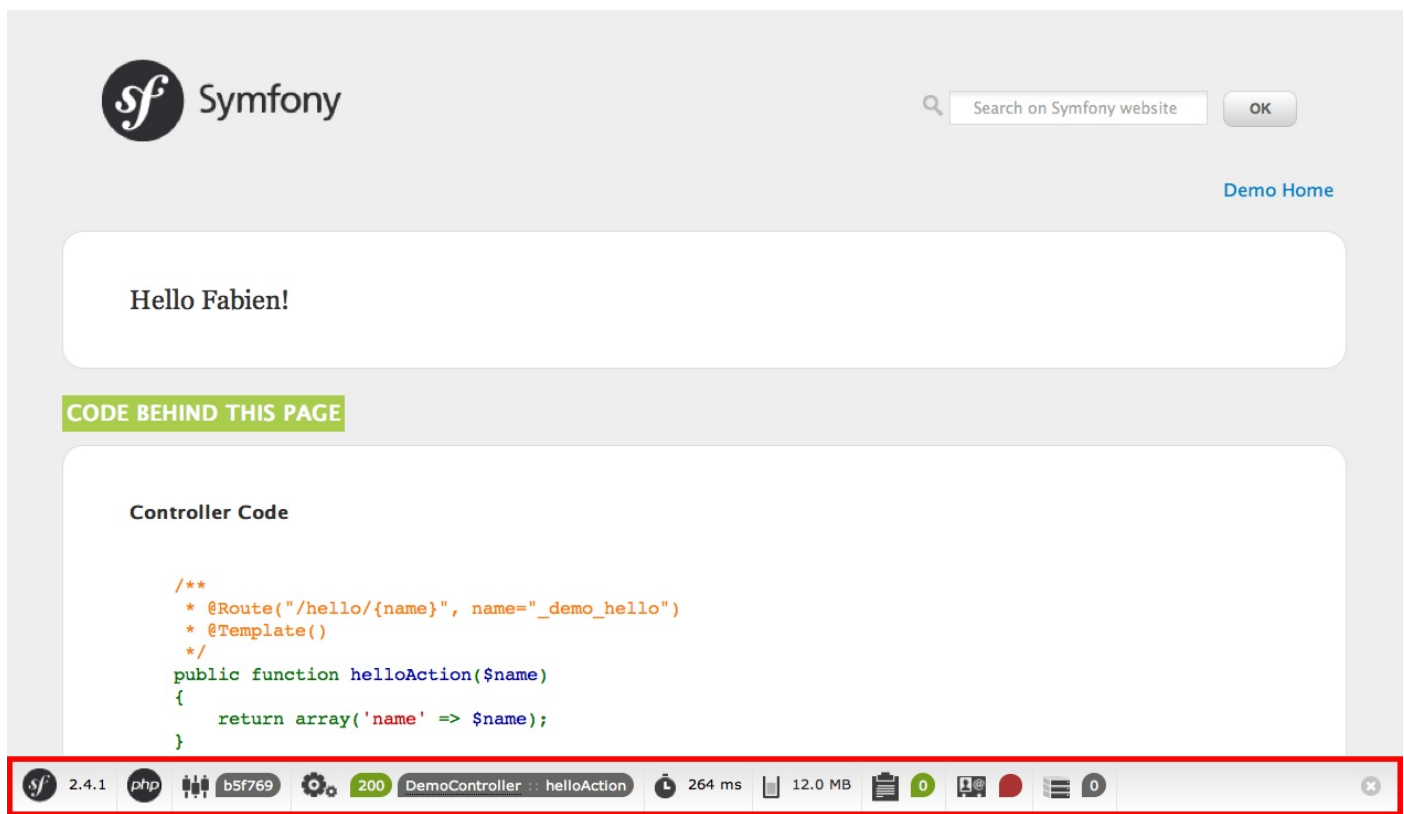 sf Symfony
Search on Symfony website OK
Demo Home
Hello Fabien!
CODE BEHIND THIS PAGE
Controller Code
/**
* @Route("/hello/{name}", name="_demo_hello")
* @Template()
*/
public function helloAction($name)
{
return array('name' => $name);
}
sf 2.4.1 php b5f769 200 DemoController :: helloAction 264 ms 12.0 MB 0 0